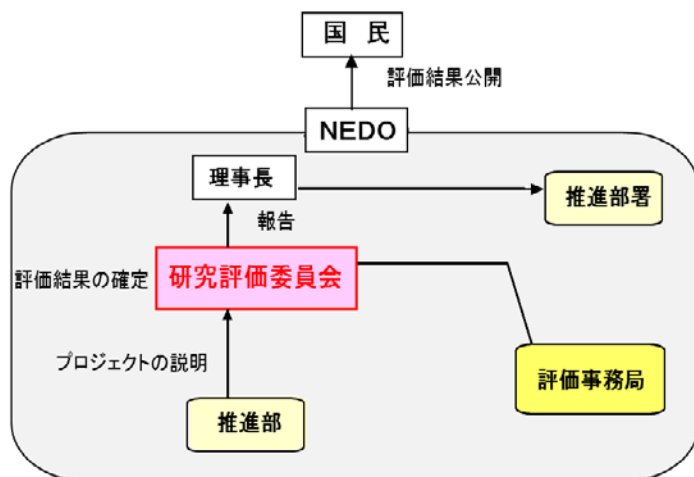 国 民
評価結果公開
NEDO
理事長
推進部署
報告
評価結果の確定
研究評価委員会
プロジェクトの説明
評価事務局
推進部